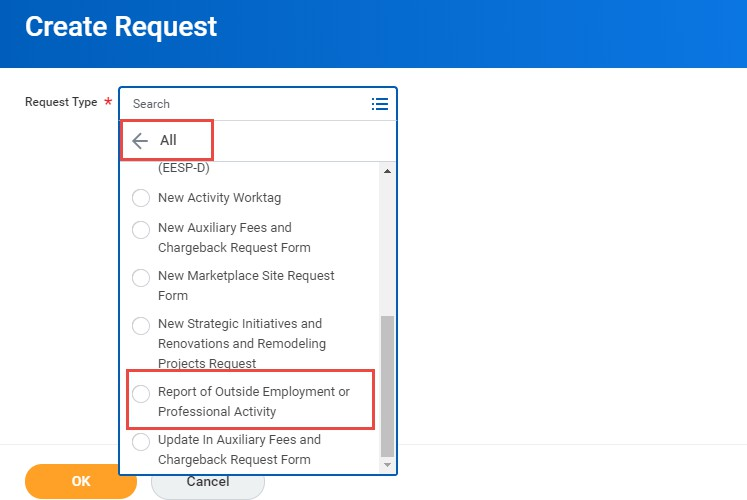 Create Request
Request Type *
Search
All
(EESP-D)
New Activity Worktag
New Auxiliary Fees and
Chargeback Request Form
New Marketplace Site Request
Form
New Strategic Initiatives and
Renovations and Remodeling
Projects Request
Report of Outside Employment or
Professional Activity
Update In Auxiliary Fees and
Chargeback Request Form
OK
Cancel